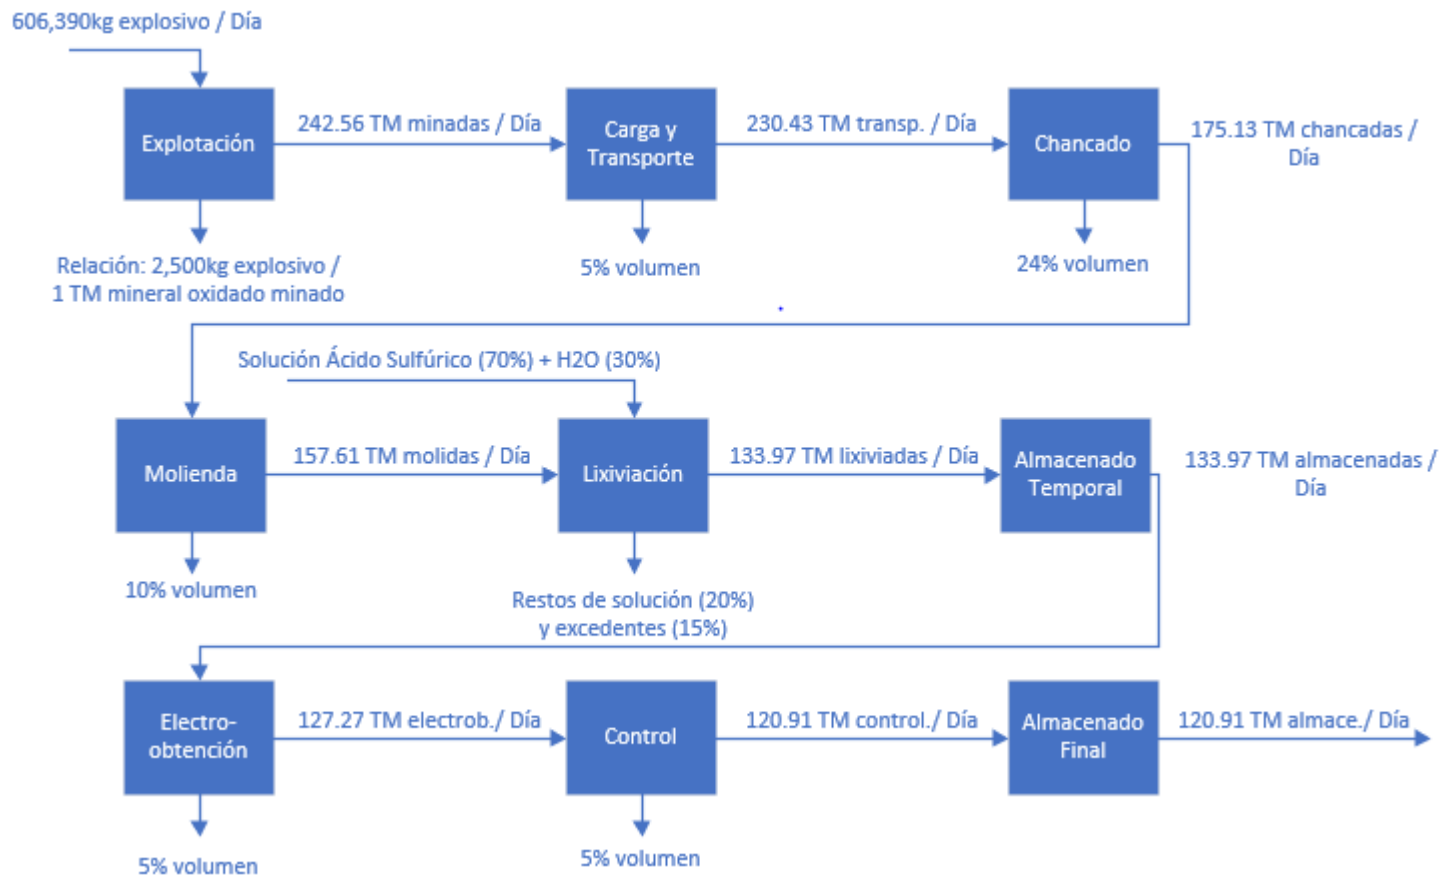 606,390kg explosivo / Día
Explotación
242.56 TM minadas / Día
Carga y
Transporte
230.43 TM transp. / Día
Chancado
175.13 TM chancadas /
Día
Relación: 2,500kg explosivo /
1 TM mineral oxidado minado
5% volumen
24% volumen
Solución Ácido Sulfúrico (70%) + H2O (30%)
Molienda
157.61 TM molidas / Día
Lixiviación
133.97 TM lixiviadas / Día
Almacenado
Temporal
133.97 TM almacenadas /
Día
10% volumen
Restos de solución (20%)
y excedentes (15%)
Electro-
obtención
127.27 TM electrob./ Día
Control
120.91 TM control./ Día
Almacenado
Final
120.91 TM almace./ Día
5% volumen
5% volumen